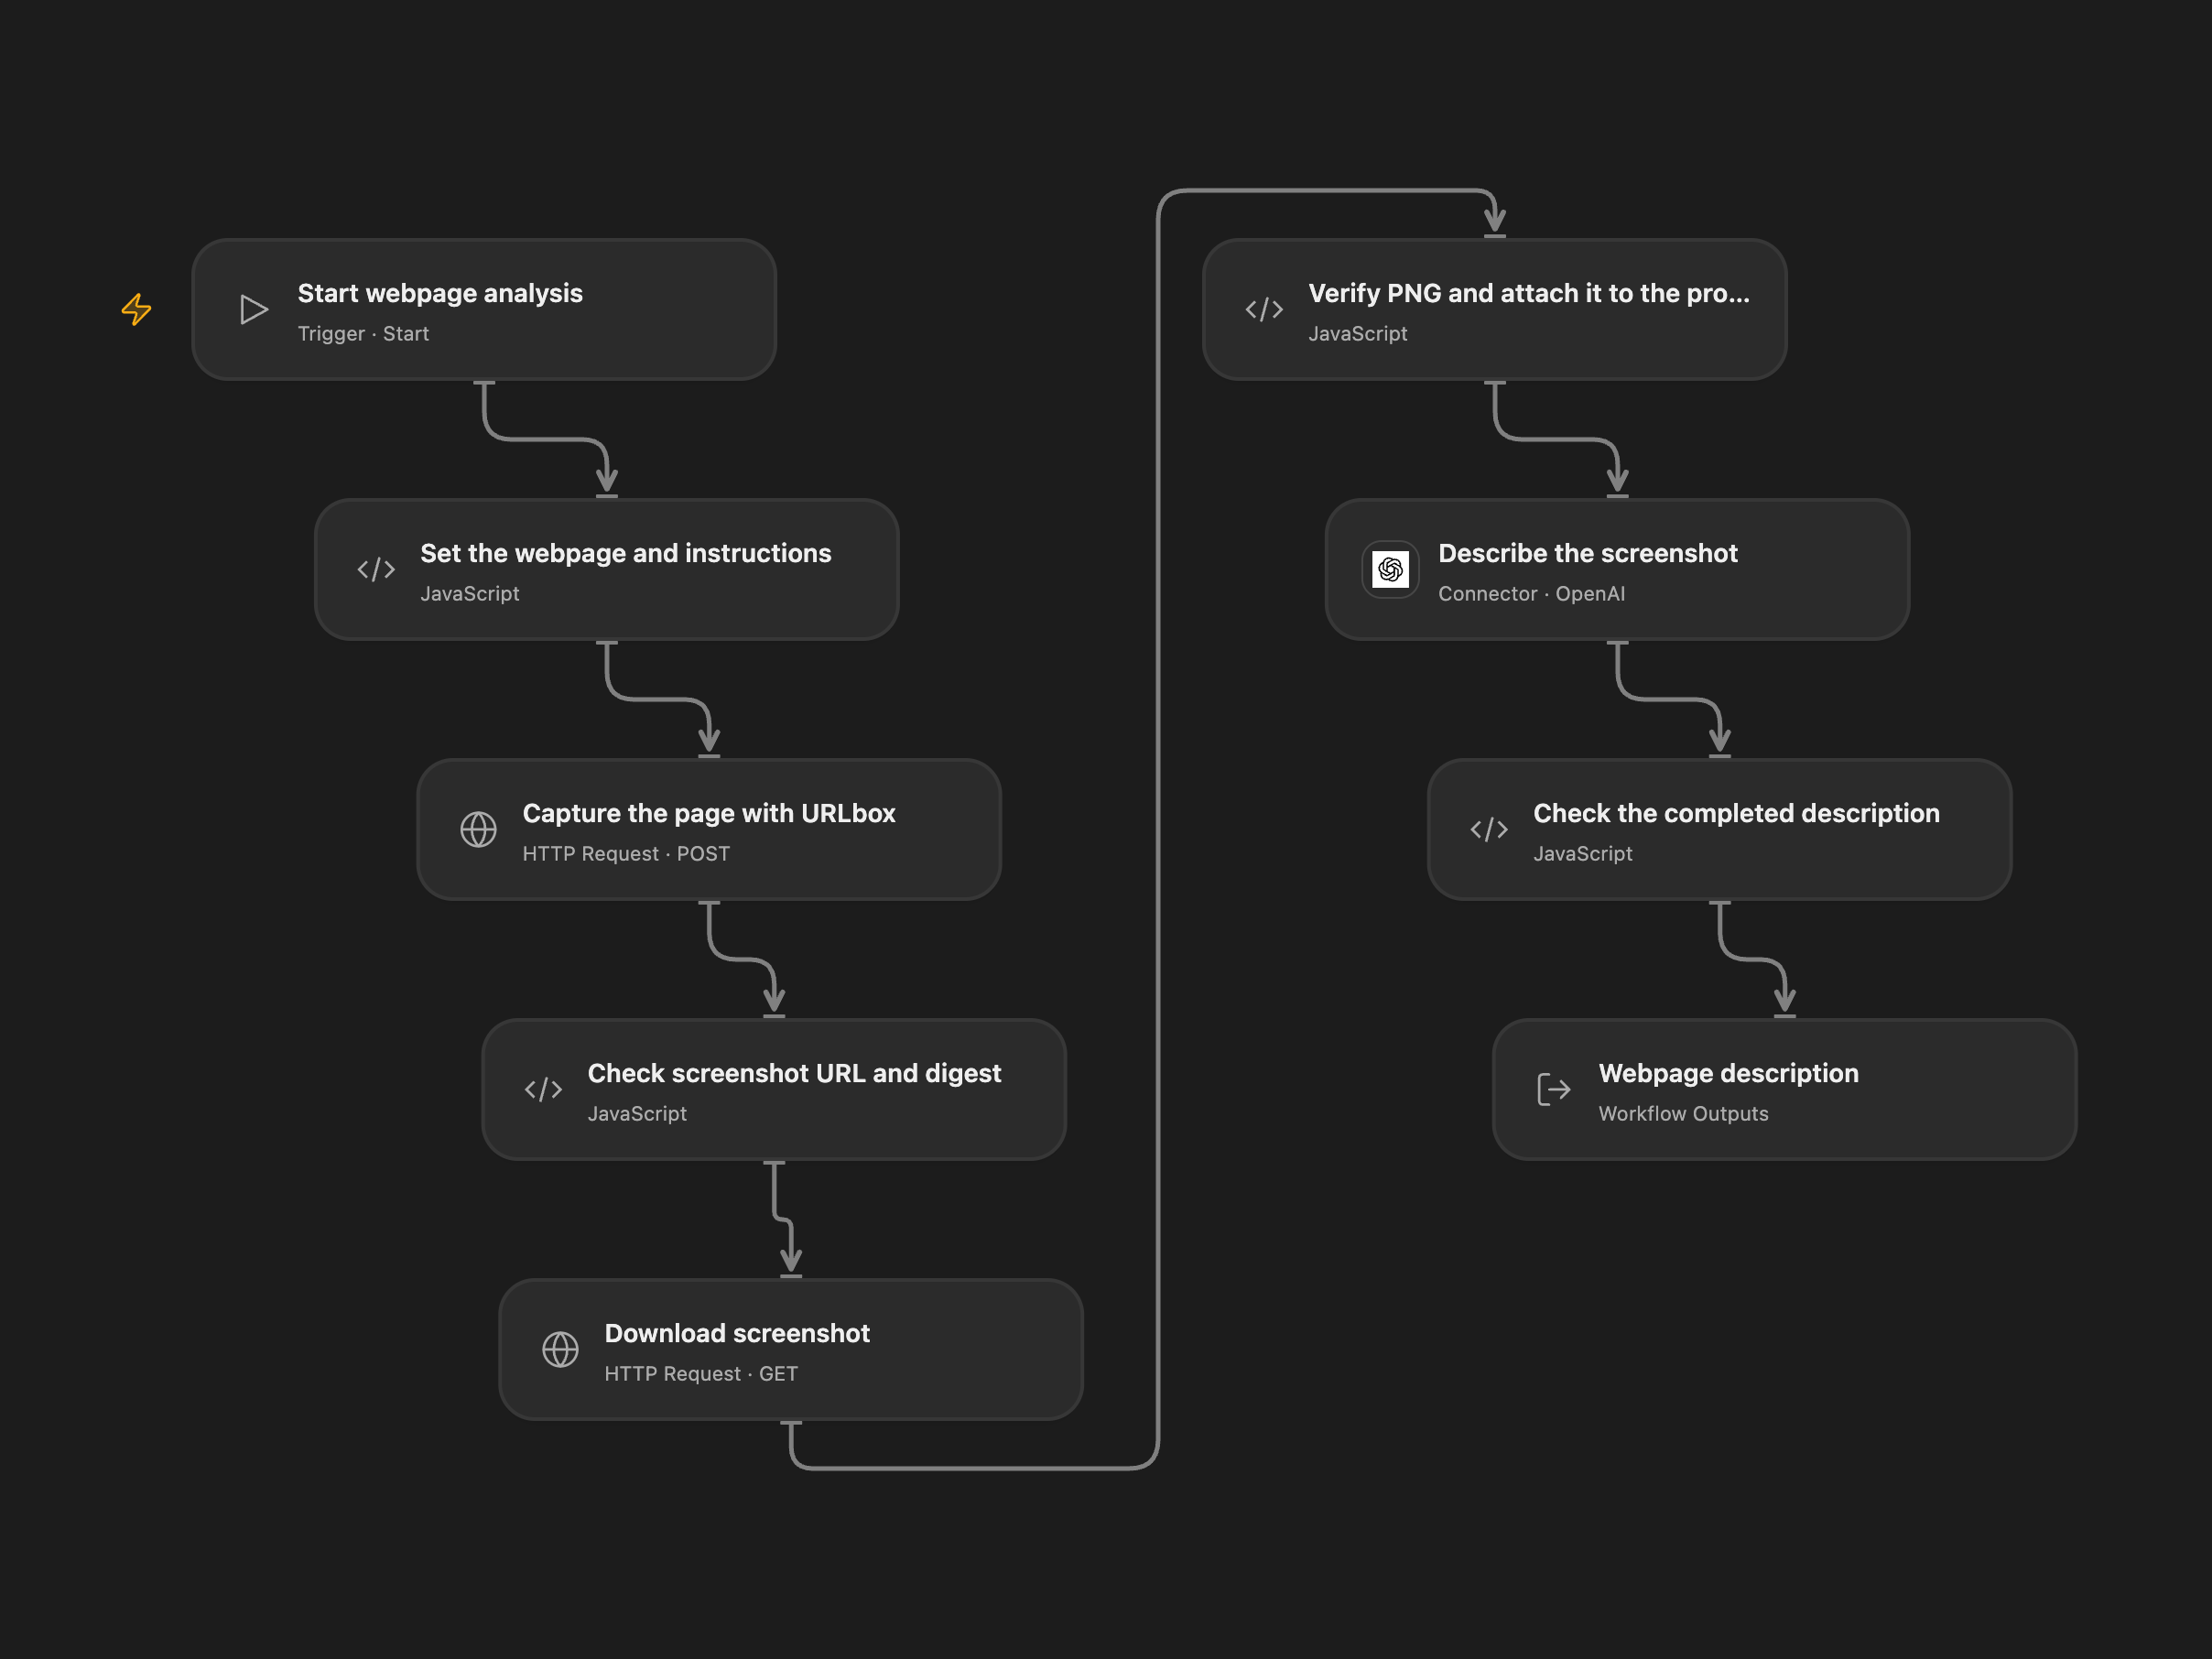 Start webpage analysis
Trigger · Start
Set the webpage and instructions
JavaScript
Capture the page with URLbox
HTTP Request · POST
Check screenshot URL and digest
JavaScript
Download screenshot
HTTP Request · GET
Verify PNG and attach it to the pro...
JavaScript
Describe the screenshot
Connector · OpenAI
Check the completed description
JavaScript
Webpage description
Workflow Outputs